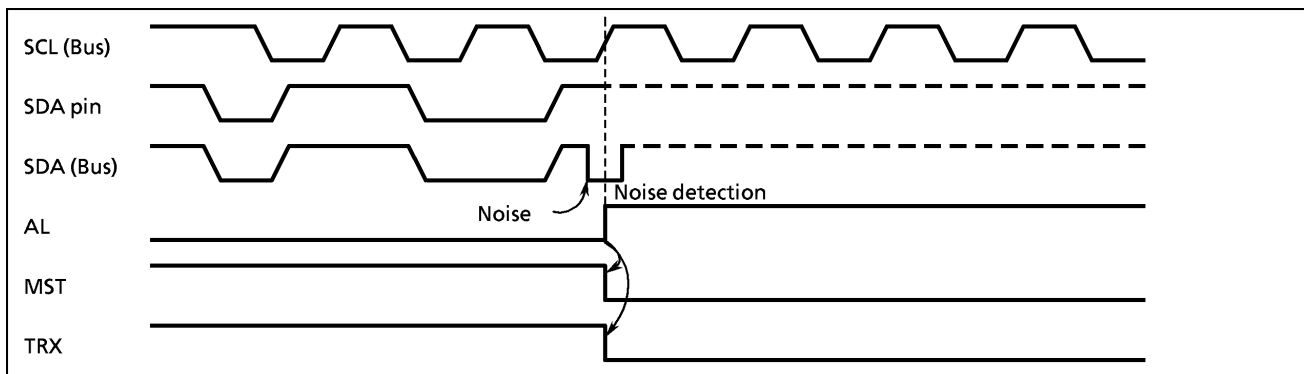 SCL (Bus)
SDA pin
SDA (Bus)
Noise detection
Noise
AL
MST
TRX